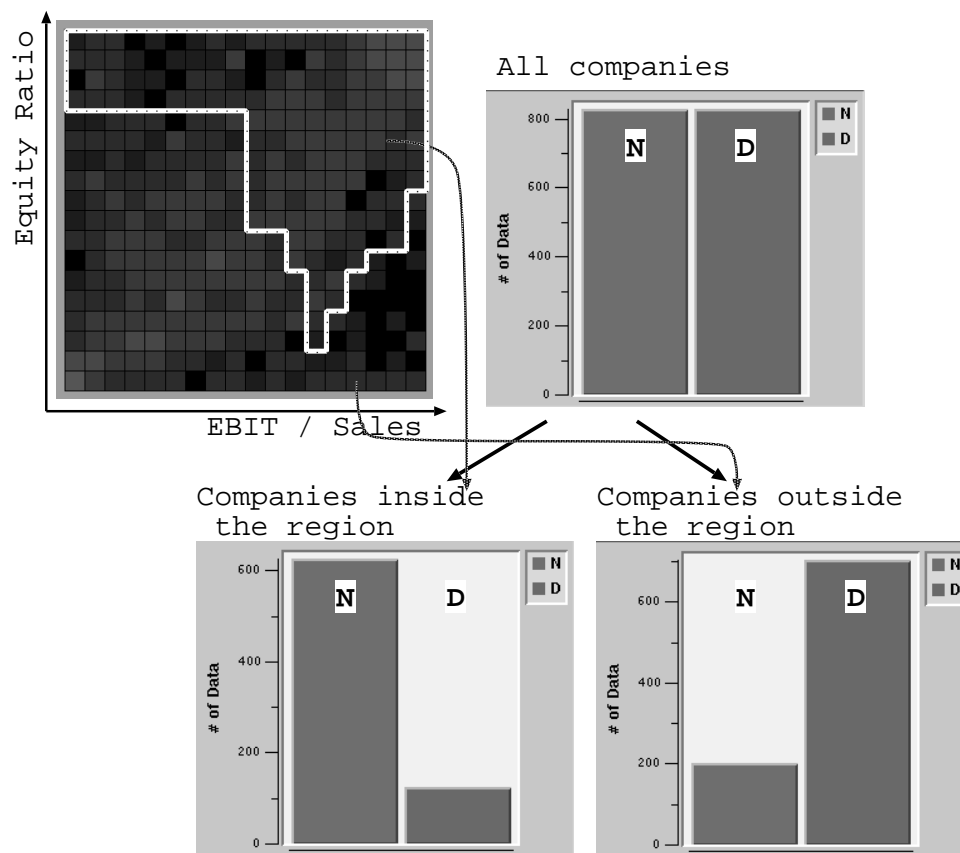 Equity Ratio
EBIT / Sales
All companies
# of Data
800
600
400
200
0
N
D
N
D
Companies inside
the region
# of Data
600
400
200
0
N
D
N
D
Companies outside
the region
# of Data
600
400
200
0
N
D
N
D